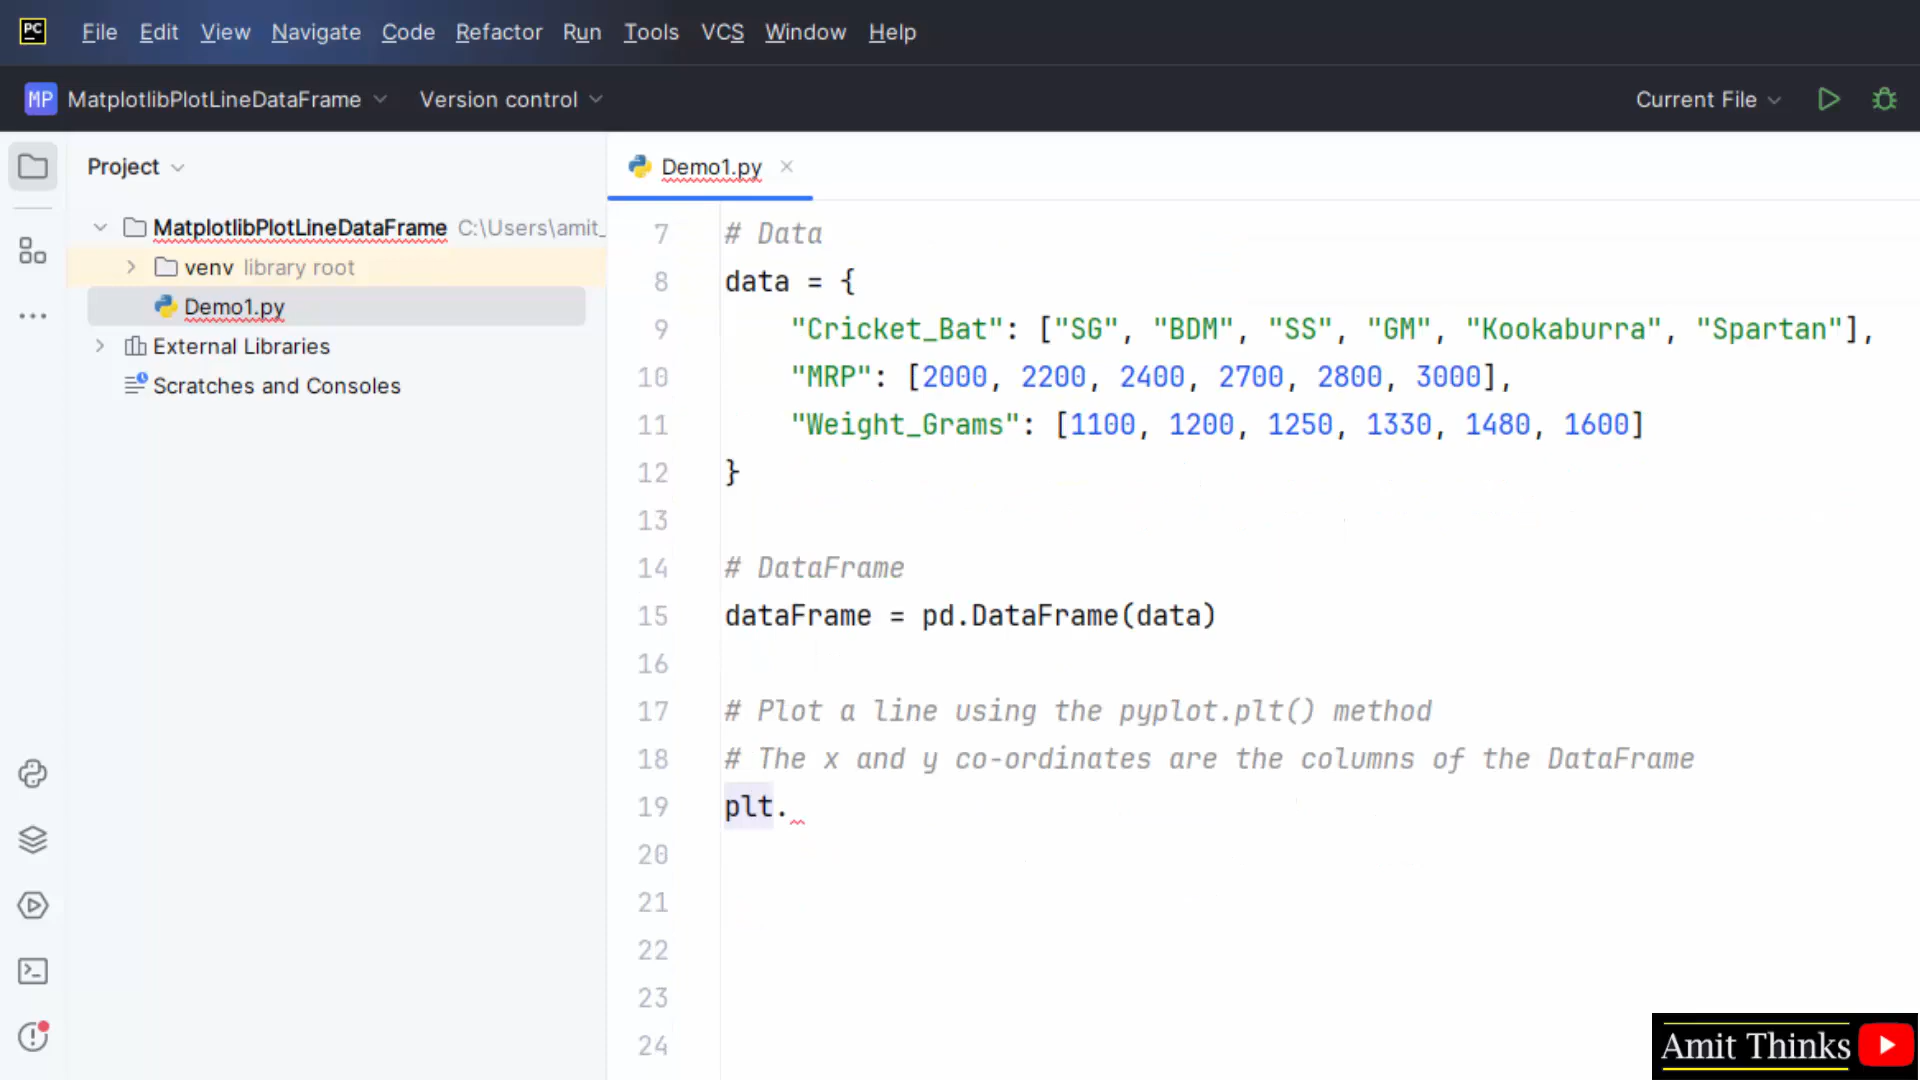 PC File Edit View Navigate Code Refactor Run Tools VCS Window Help
MP MatplotlibPlotLineDataFrame Version control Current File
Project
Demo1.py
MatplotlibPlotLineDataFrame C:\Users\amit_
venv library root
Demo1.py
External Libraries
Scratches and Consoles
7 # Data
8 data = {
9 "Cricket_Bat": ["SG", "BDM", "SS", "GM", "Kookaburra", "Spartan"],
10 "MRP": [2000, 2200, 2400, 2700, 2800, 3000],
11 "Weight_Grams": [1100, 1200, 1250, 1330, 1480, 1600]
12 }
13
14 # DataFrame
15 dataFrame = pd.DataFrame(data)
16
17 # Plot a line using the pyplot.plt() method
18 # The x and y co-ordinates are the columns of the DataFrame
19 plt.
20
21
22
23
24
Amit Thinks